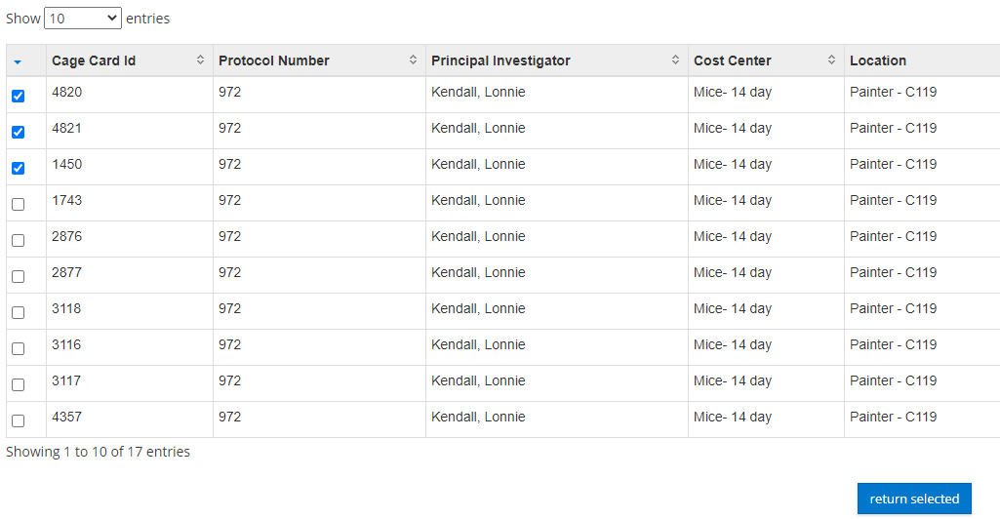 Show 10 entries
Cage Card Id Protocol Number Principal Investigator Cost Center Location
4820 972 Kendall, Lonnie Mice- 14 day Painter - C119
4821 972 Kendall, Lonnie Mice- 14 day Painter - C119
1450 972 Kendall, Lonnie Mice- 14 day Painter - C119
1743 972 Kendall, Lonnie Mice- 14 day Painter - C119
2876 972 Kendall, Lonnie Mice- 14 day Painter - C119
2877 972 Kendall, Lonnie Mice- 14 day Painter - C119
3118 972 Kendall, Lonnie Mice- 14 day Painter - C119
3116 972 Kendall, Lonnie Mice- 14 day Painter - C119
3117 972 Kendall, Lonnie Mice- 14 day Painter - C119
4357 972 Kendall, Lonnie Mice- 14 day Painter - C119
Showing 1 to 10 of 17 entries
return selected